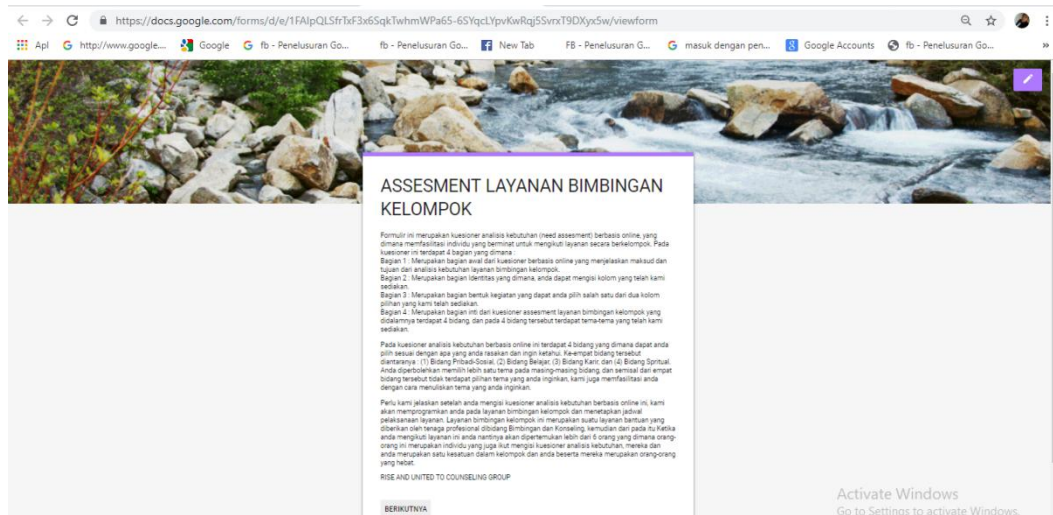 https://docs.google.com/forms/d/e/1FAIpQLSfrTxF3x6SqkTwhmWPa65-6SYqcLYpvKwRqj5SvrxT9DXyx5w/viewform
Apl http://www.google... Google fb - Penelusuran Go... fb - Penelusuran Go... New Tab FB - Penelusuran G... masuk dengan pen... Google Accounts fb - Penelusuran Go... »
ASSESMENT LAYANAN BIMBINGAN
KELOMPOK
Formulir ini merupakan kuesioner analisis kebutuhan (need assesment) berbasis online, yang
dimana memfasilitasi individu yang berminat untuk mengikuti layanan secara berkelompok. Pada
kuesioner ini terdapat 4 bagian yang dimana :
Bagian 1 : Merupakan bagian awal dari kuesioner berbasis online yang menjelaskan maksud dan
tujuan dari analisis kebutuhan layanan bimbingan kelompok.
Bagian 2 : Merupakan bagian Identitas yang dimana, anda dapat mengisi kolom yang telah kami
sediakan.
Bagian 3 : Merupakan bagian bentuk kegiatan yang dapat anda pilih salah satu dari dua kolom
pilihan yang kami telah sediakan.
Bagian 4 : Merupakan bagian inti dari kuesioner assesment layanan bimbingan kelompok yang
didalamnya terdapat 4 bidang, dan pada 4 bidang tersebut terdapat tema-tema yang telah kami
sediakan.
Pada kuesioner analisis kebutuhan berbasis online ini terdapat 4 bidang yang dimana dapat anda
pilih sesuai dengan apa yang anda rasakan dan ingin ketahui. Ke-empat bidang tersebut
diantaranya : (1) Bidang Pribadi-Sosial, (2) Bidang Belajar, (3) Bidang Karir, dan (4) Bidang Spritual.
Anda diperbolehkan memilih lebih satu tema pada masing-masing bidang, dan semisal dari empat
bidang tersebut tidak terdapat pilihan tema yang anda inginkan, kami juga memfasilitasi anda
dengan cara menuliskan tema yang anda inginkan.
Perlu kami jelaskan setelah anda mengisi kuesioner analisis kebutuhan berbasis online ini, kami
akan memprogramkan anda pada layanan bimbingan kelompok dan menetapkan jadwal
pelaksanaan layanan. Layanan bimbingan kelompok ini merupakan suatu layanan bantuan yang
diberikan oleh tenaga profesional dibidang Bimbingan dan Konseling, kemudian dari pada itu Ketika
anda mengikuti layanan ini anda nantinya akan dipertemukan lebih dari 6 orang yang dimana orang-
orang ini merupakan individu yang juga ikut mengisi kuesioner analisis kebutuhan, mereka dan
anda merupakan satu kesatuan dalam kelompok dan anda beserta mereka merupakan orang-orang
yang hebat.
RISE AND UNITED TO COUNSELING GROUP
BERIKUTNYA
Activate Windows
Go to Settings to activate Windows.